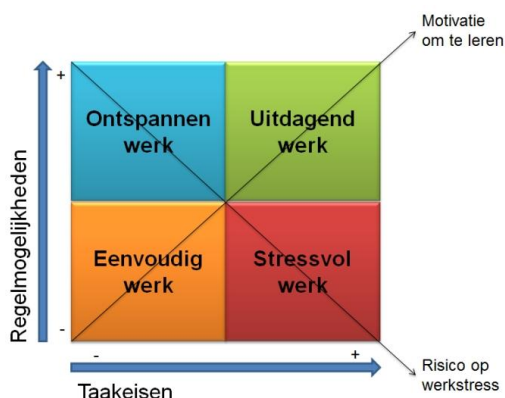 Motivatie
om te leren
+
Ontspannen
werk
Uitdagend
werk
Regelmogelijkheden
Eenvoudig
werk
Stressvol
werk
-
- +
Taakeisen
Risico op
werkstress